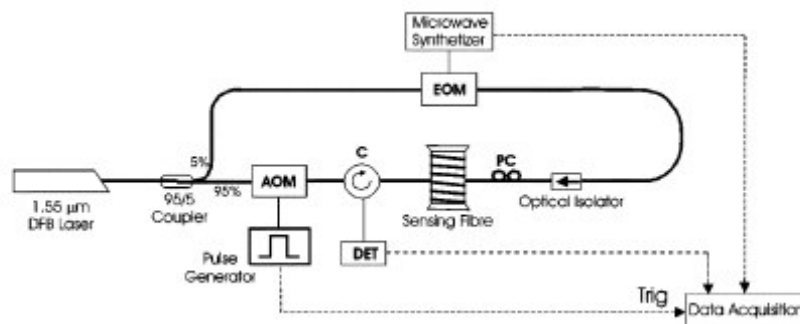 Microwave
Synthetizer
EOM
5%
95%
95/5
Coupler
1.55 µm
DFB Laser
AOM
C
PC
Sensing Fibre
Optical Isolator
Pulse
Generator
DET
Trig
Data Acquisition